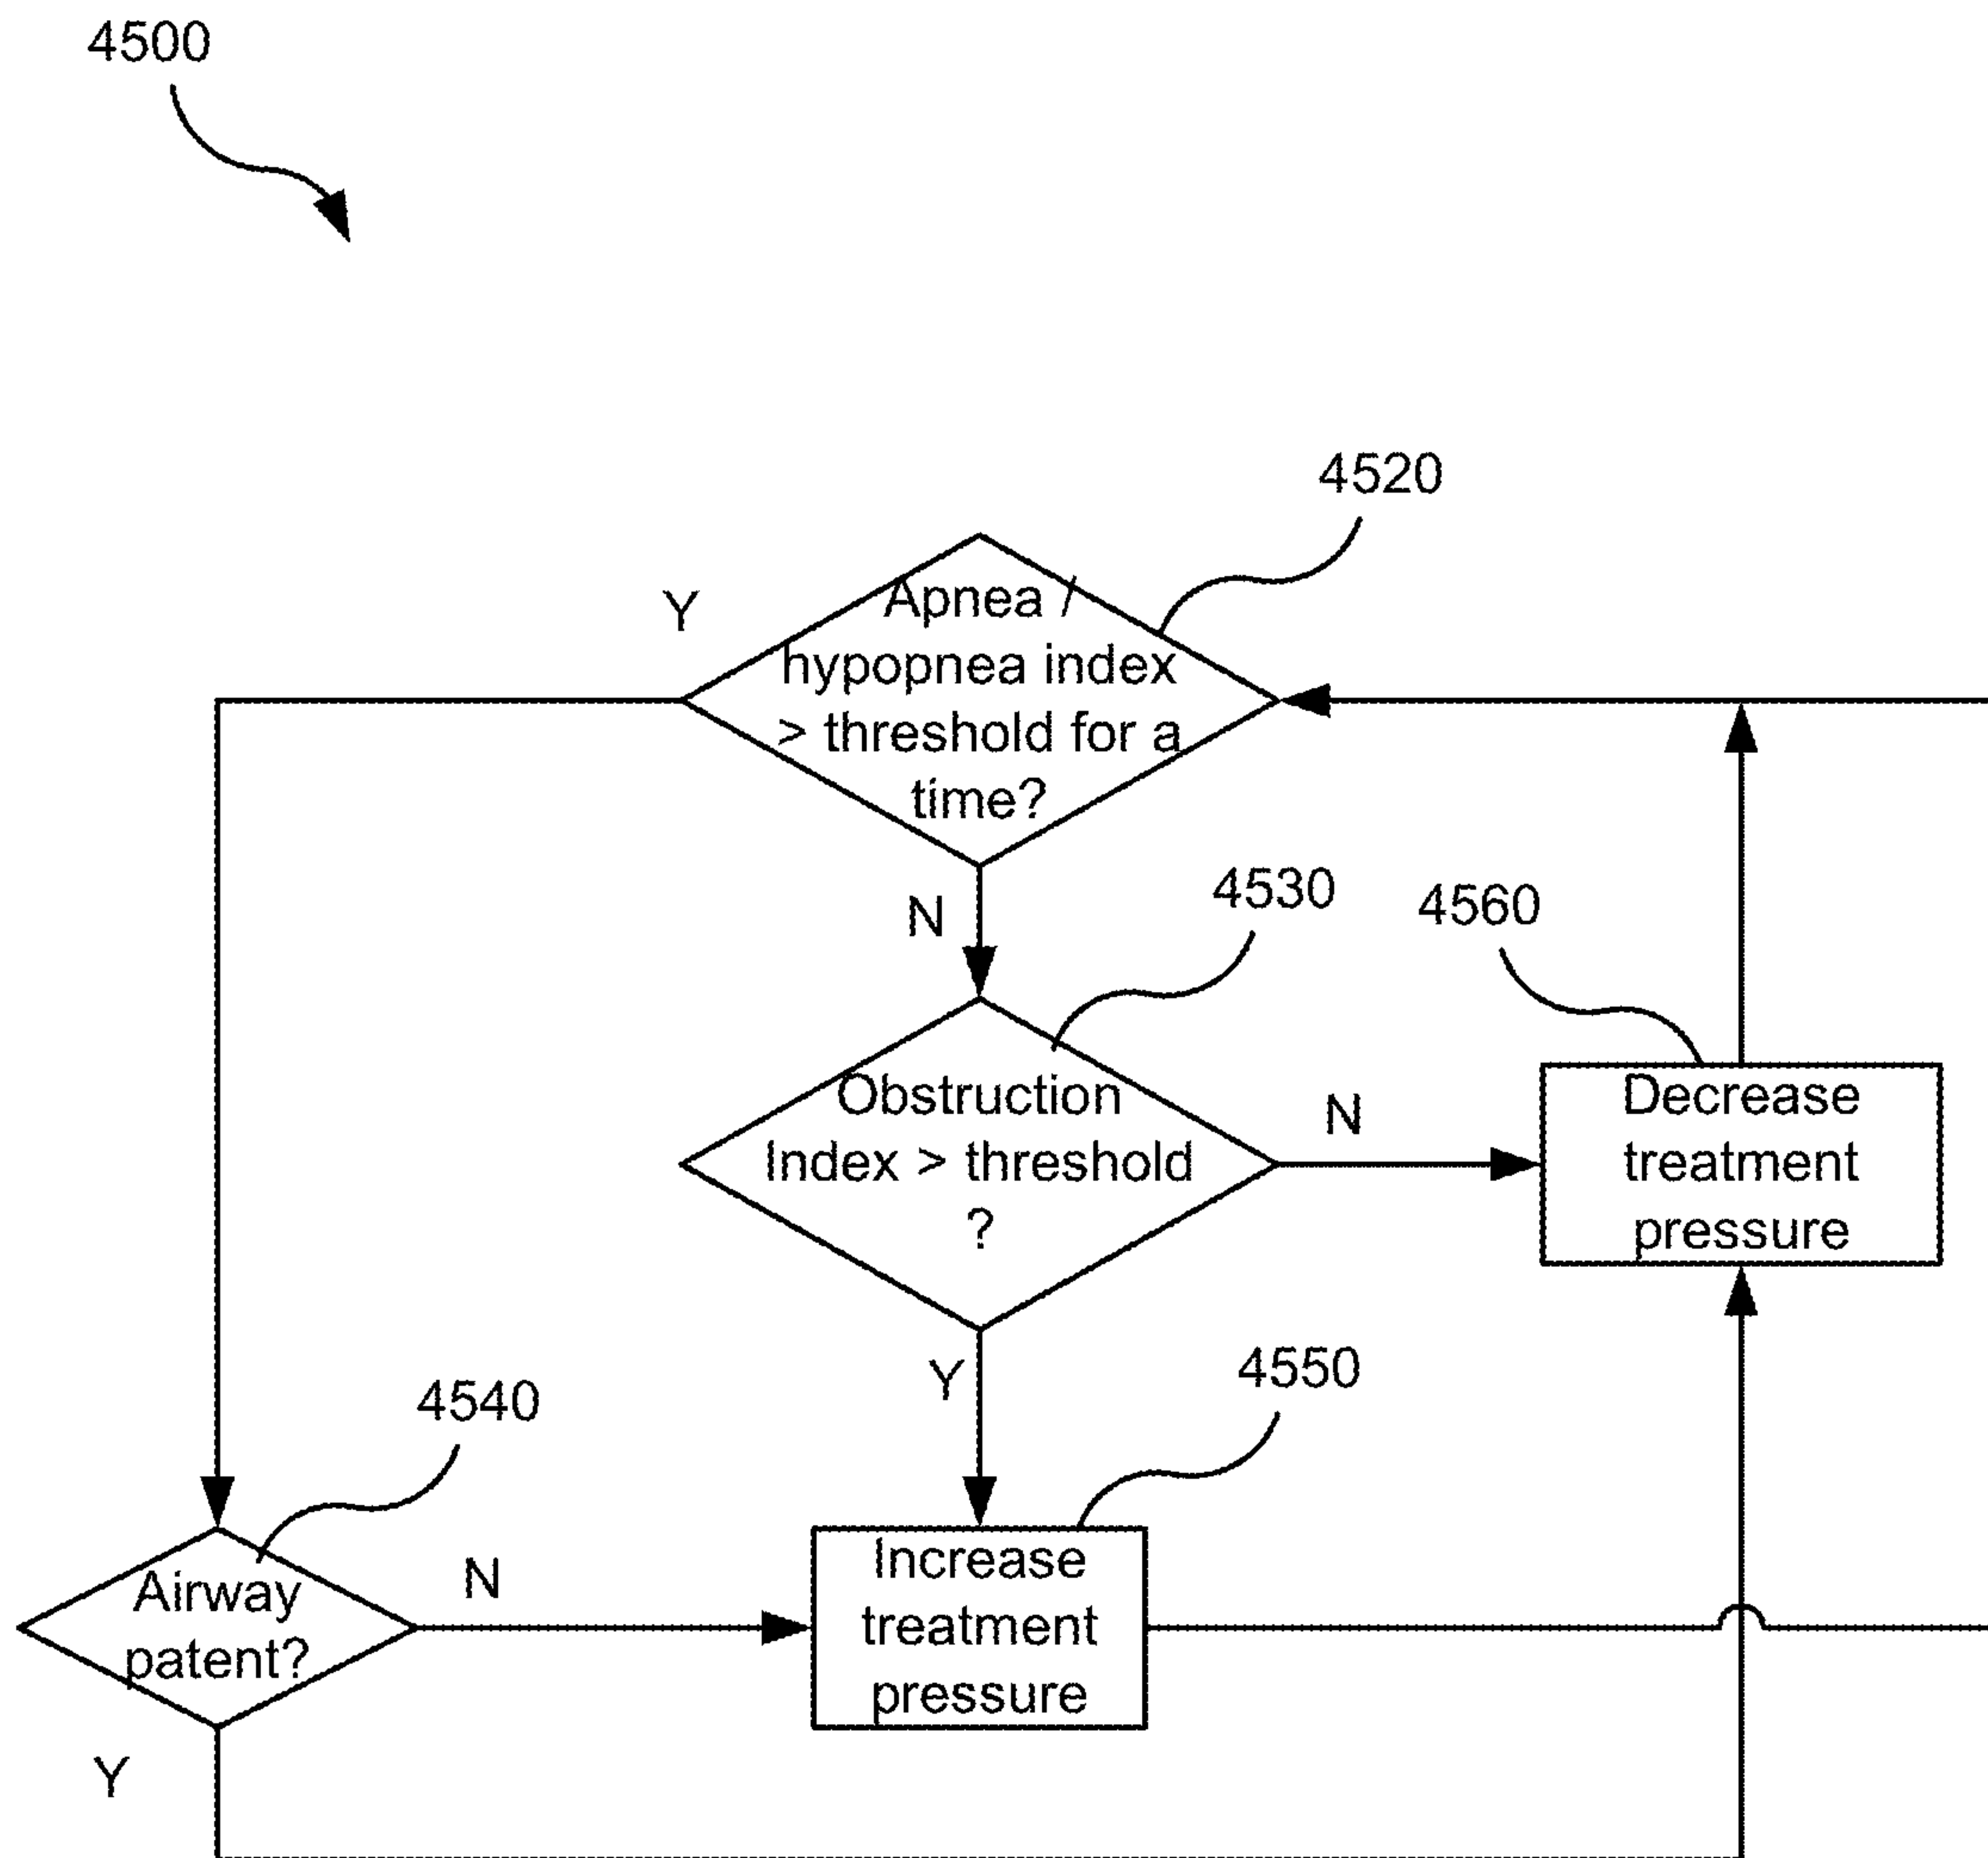 4500
4520
Y
Apnea /
hypopnea index
> threshold for a
time?
N
4530
4560
Obstruction
Index > threshold
?
N
Decrease
treatment
pressure
Y
4550
4540
Airway
patent?
N
Increase
treatment
pressure
Y